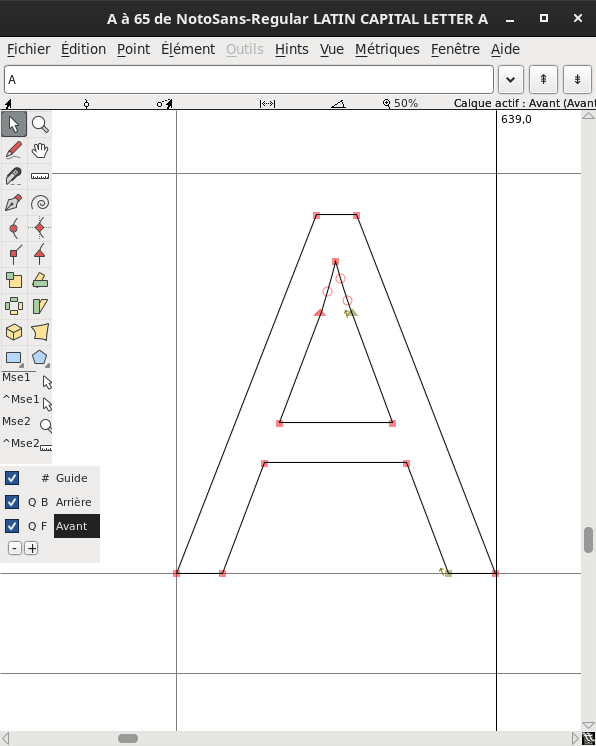 A à 65 de NotoSans-Regular LATIN CAPITAL LETTER A
Fichier Édition Point Élément Outils Hints Vue Métriques Fenêtre Aide
A
50% Calque actif : Avant (Avant
639,0
Mse1
^Mse1
Mse2
^Mse2
# Guide
Q B Arrière
Q F Avant
- +